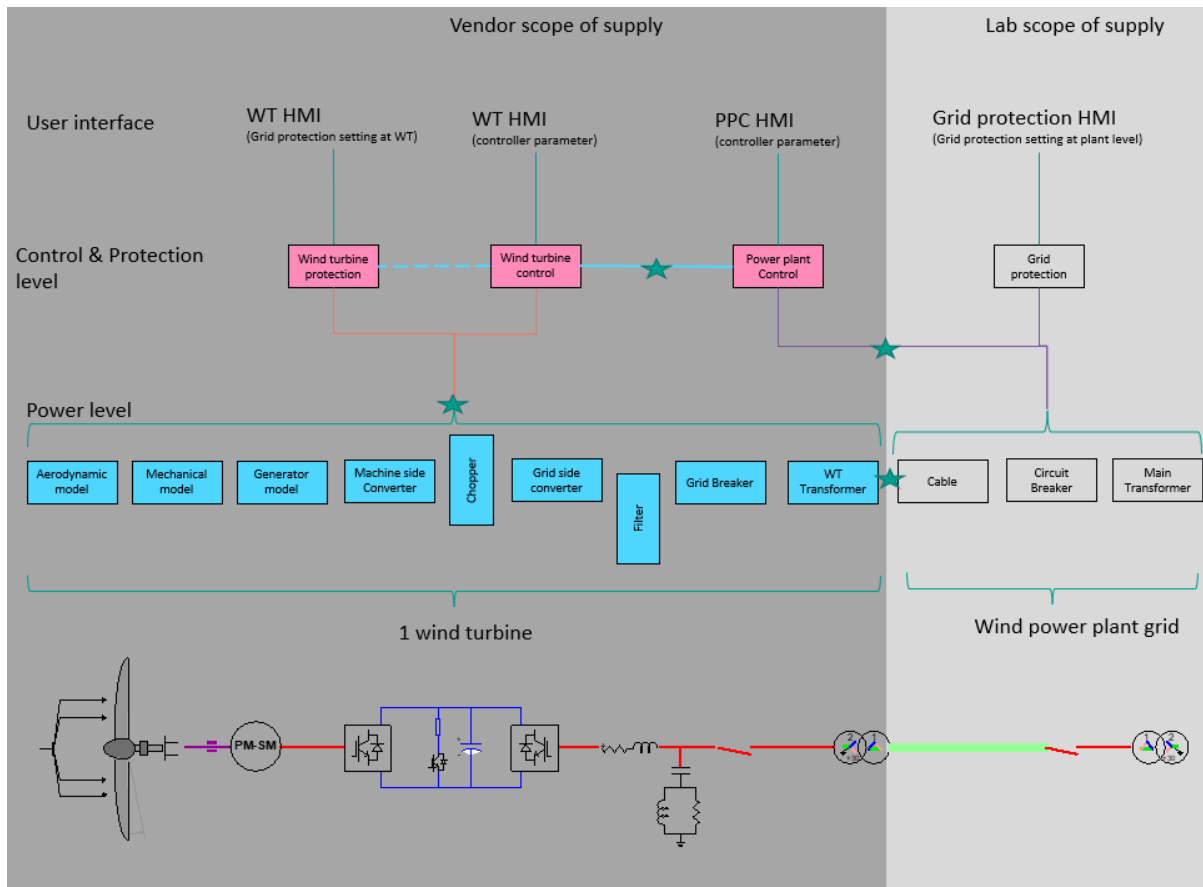 Vendor scope of supply
Lab scope of supply
User interface
WT HMI
(Grid protection setting at WT)
WT HMI
(controller parameter)
PPC HMI
(controller parameter)
Grid protection HMI
(Grid protection setting at plant level)
Control & Protection
level
Wind turbine
protection
Wind turbine
control
Power plant
Control
Grid
protection
Power level
Aerodynamic
model
Mechanical
model
Generator
model
Machine side
Converter
Chopper
Grid side
converter
Filter
Grid Breaker
WT
Transformer
Cable
Circuit
Breaker
Main
Transformer
1 wind turbine
Wind power plant grid
PM-SM
2
1
1
2